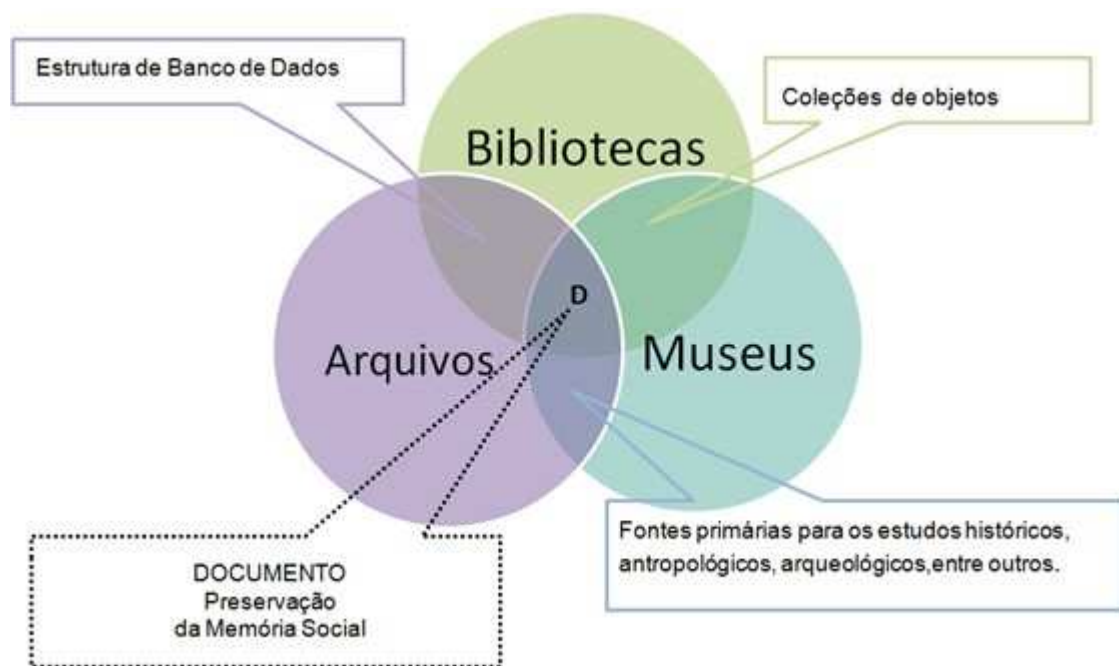 Estrutura de Banco de Dados
Coleções de objetos
Bibliotecas
D
Arquivos
Museus
Fontes primárias para os estudos históricos,
antropológicos, arqueológicos,entre outros.
DOCUMENTO
Preservação
da Memória Social